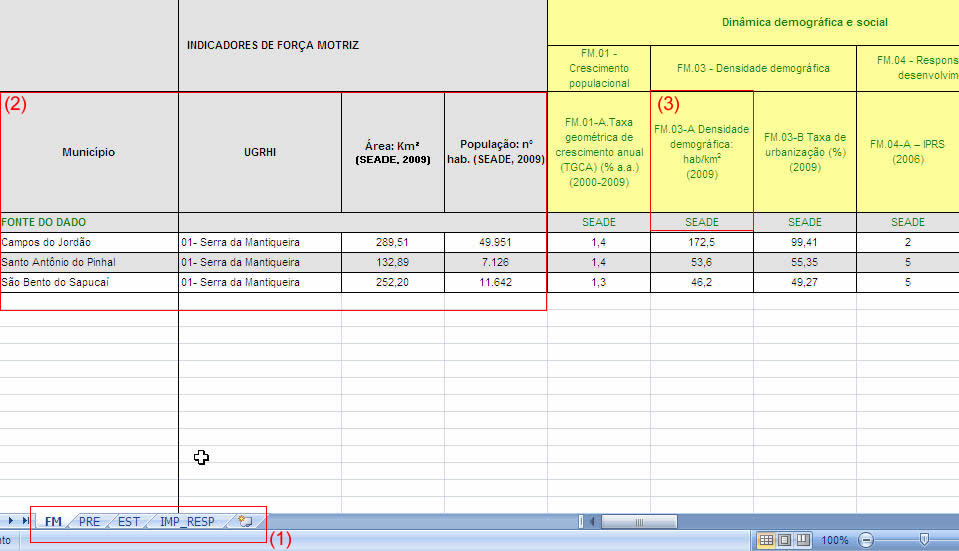 Dinâmica demográfica e social
INDICADORES DE FORÇA MOTRIZ
FM.01 -
Crescimento
populacional
FM.03 - Densidade demográfica
FM.04 - Respons
desenvolvim
(2)
Município
UGRHI
Área: Km²
(SEADE, 2009)
População: n°
hab. (SEADE, 2009)
FM.01-A.Taxa
geométrica de
crescimento anual
(TGCA) (% a.a.)
(2000-2009)
(3)
FM.03-A Densidade
demográfica:
hab/km²
(2009)
FM.03-B Taxa de
urbanização (%)
(2009)
FM.04-A – IPRS
(2006)
FONTE DO DADO SEADE SEADE SEADE SEADE
Campos do Jordão 01- Serra da Mantiqueira 289,51 49.951 1,4 172,5 99,41 2
Santo Antônio do Pinhal 01- Serra da Mantiqueira 132,89 7.126 1,4 53,6 55,35 5
São Bento do Sapucaí 01- Serra da Mantiqueira 252,20 11.642 1,3 46,2 49,27 5
FM PRE EST IMP_RESP
(1)
nto 100%